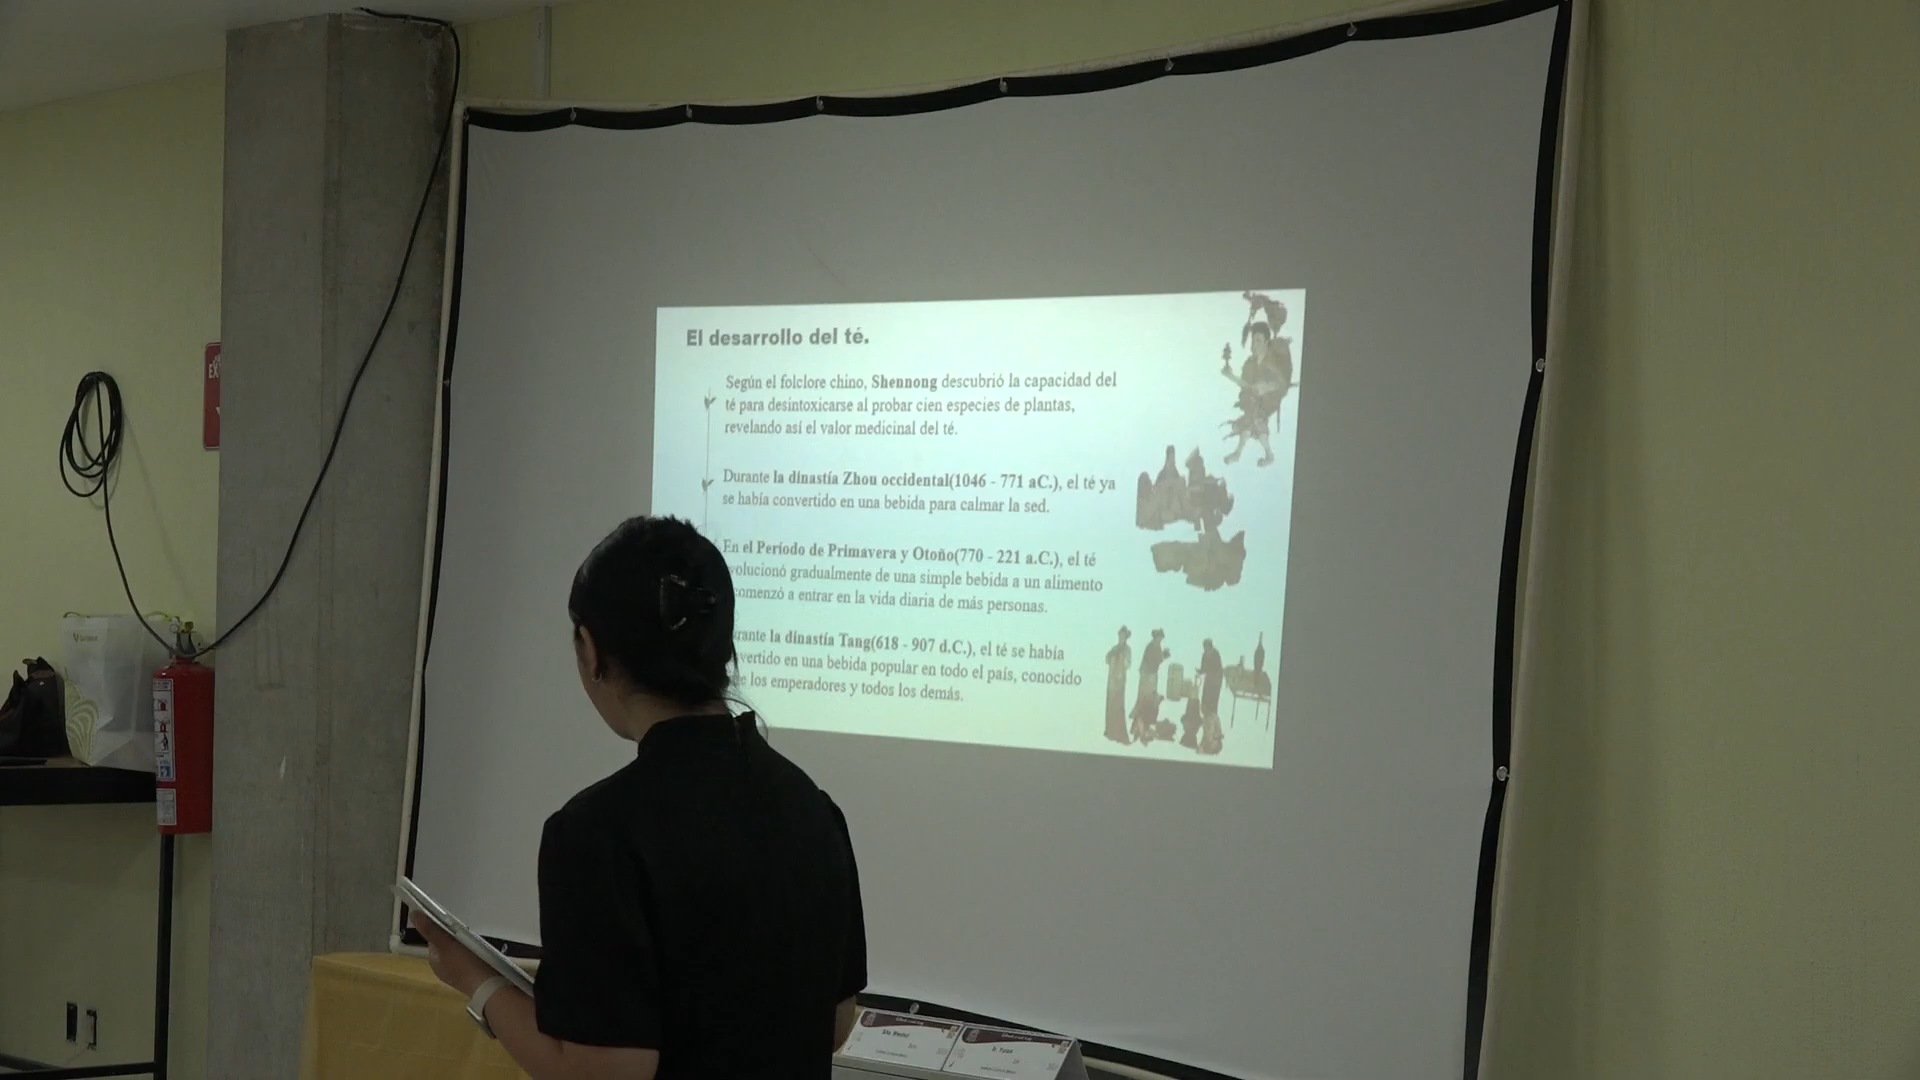 El desarrollo del té.
Según el folclore chino, Shennong descubrió la capacidad del
té para desintoxicarse al probar cien especies de plantas,
revelando así el valor medicinal del té.
Durante la dinastía Zhou occidental(1046 - 771 aC.), el té ya
se había convertido en una bebida para calmar la sed.
En el Período de Primavera y Otoño(770 - 221 a.C.), el té
volucionó gradualmente de una simple bebida a un alimento
comenzó a entrar en la vida diaria de más personas.
rante la dinastía Tang(618 - 907 d.C.), el té se había
vertido en una bebida popular en todo el país, conocido
los emperadores y todos los demás.
EX